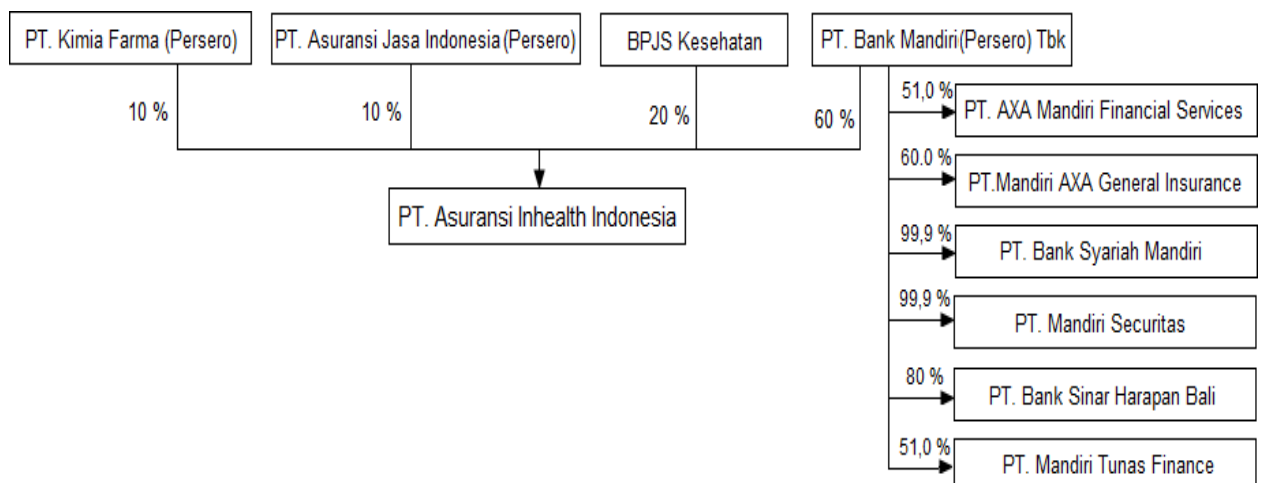 PT. Kimia Farma (Persero)
PT. Asuransi Jasa Indonesia (Persero)
BPJS Kesehatan
PT. Bank Mandiri(Persero) Tbk
10 %
10 %
20 %
60 %
PT. Asuransi Inhealth Indonesia
51,0 %
PT. AXA Mandiri Financial Services
60.0 %
PT.Mandiri AXA General Insurance
99,9 %
PT. Bank Syariah Mandiri
99,9 %
PT. Mandiri Securitas
80 %
PT. Bank Sinar Harapan Bali
51,0 %
PT. Mandiri Tunas Finance